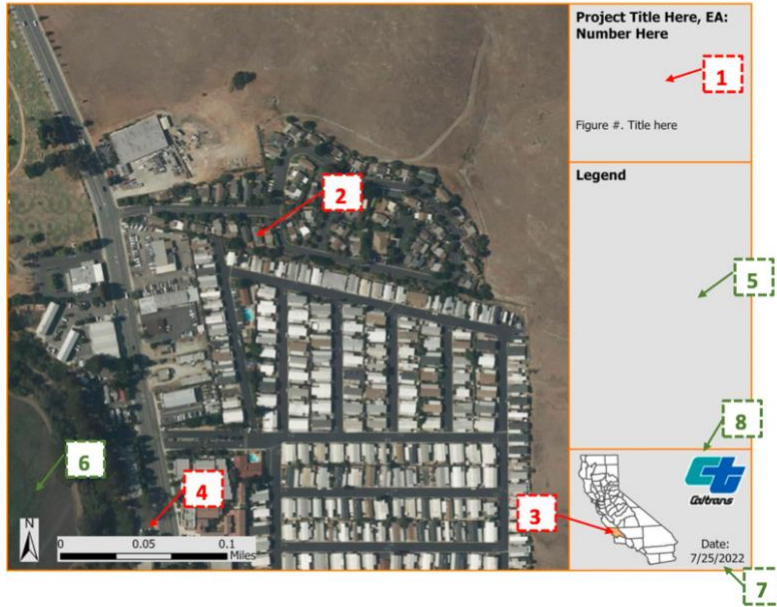 Project Title Here, EA:
Number Here
1
Figure #. Title here
2
Legend
5
8
6
4
3
N
0 0.05 0.1
Miles
Caltrans
Date:
7/25/2022
7